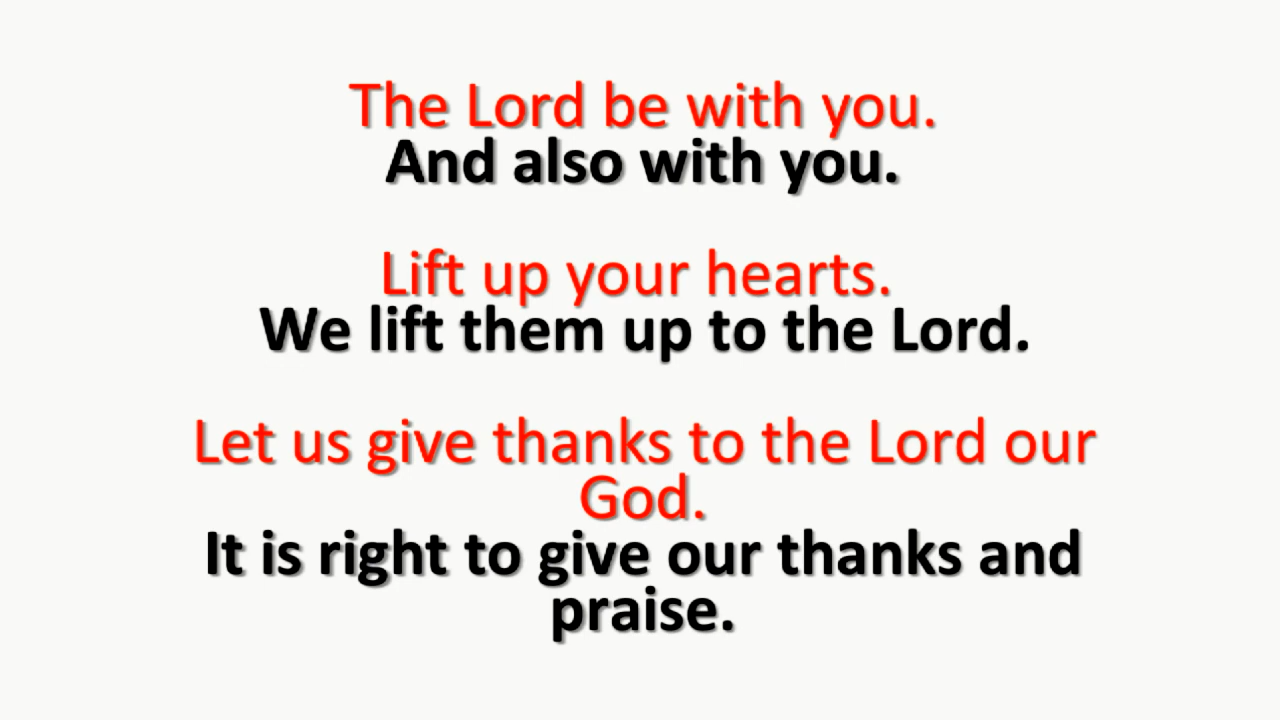 The Lord be with you.
And also with you.
Lift up your hearts.
We lift them up to the Lord.
Let us give thanks to the Lord our
God.
It is right to give our thanks and
praise.